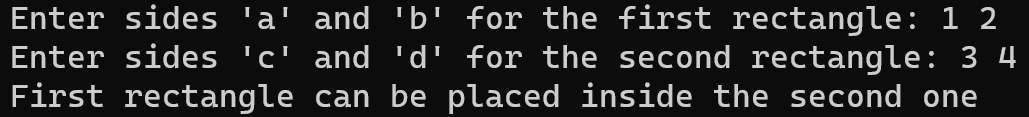 Enter sides 'a' and 'b' for the first rectangle: 1 2
Enter sides 'c' and 'd' for the second rectangle: 3 4
First rectangle can be placed inside the second one